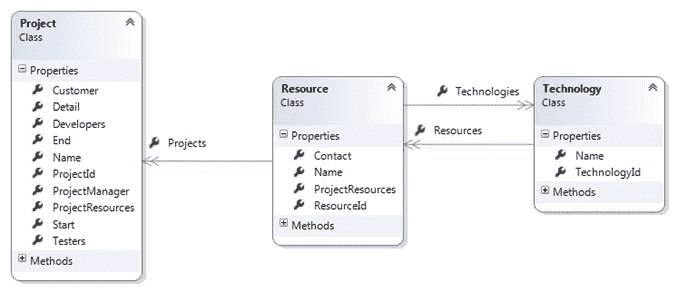 Project
Class
Properties
Customer
Detail
Developers
End
Name
ProjectId
ProjectManager
ProjectResources
Start
Testers
Methods
Projects
Resource
Class
Properties
Contact
Name
ProjectResources
ResourceId
Methods
Technologies
Resources
Technology
Class
Properties
Name
TechnologyId
Methods